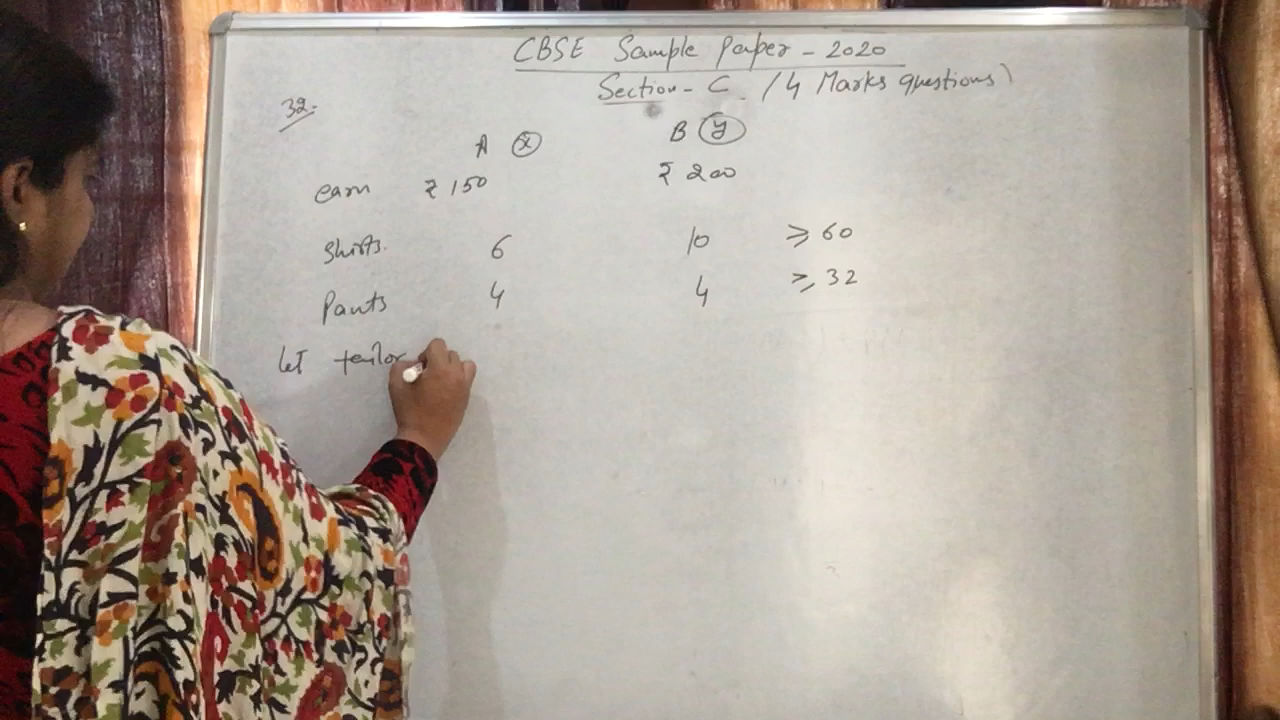 CBSE Sample Paper - 2020
Section - C / 4 Marks questions)
32.
A x B y
earn ₹ 150 ₹ 200
Shirts. 6 10 ⩾ 60
Pants 4 4 ⩾ 32
let tailor